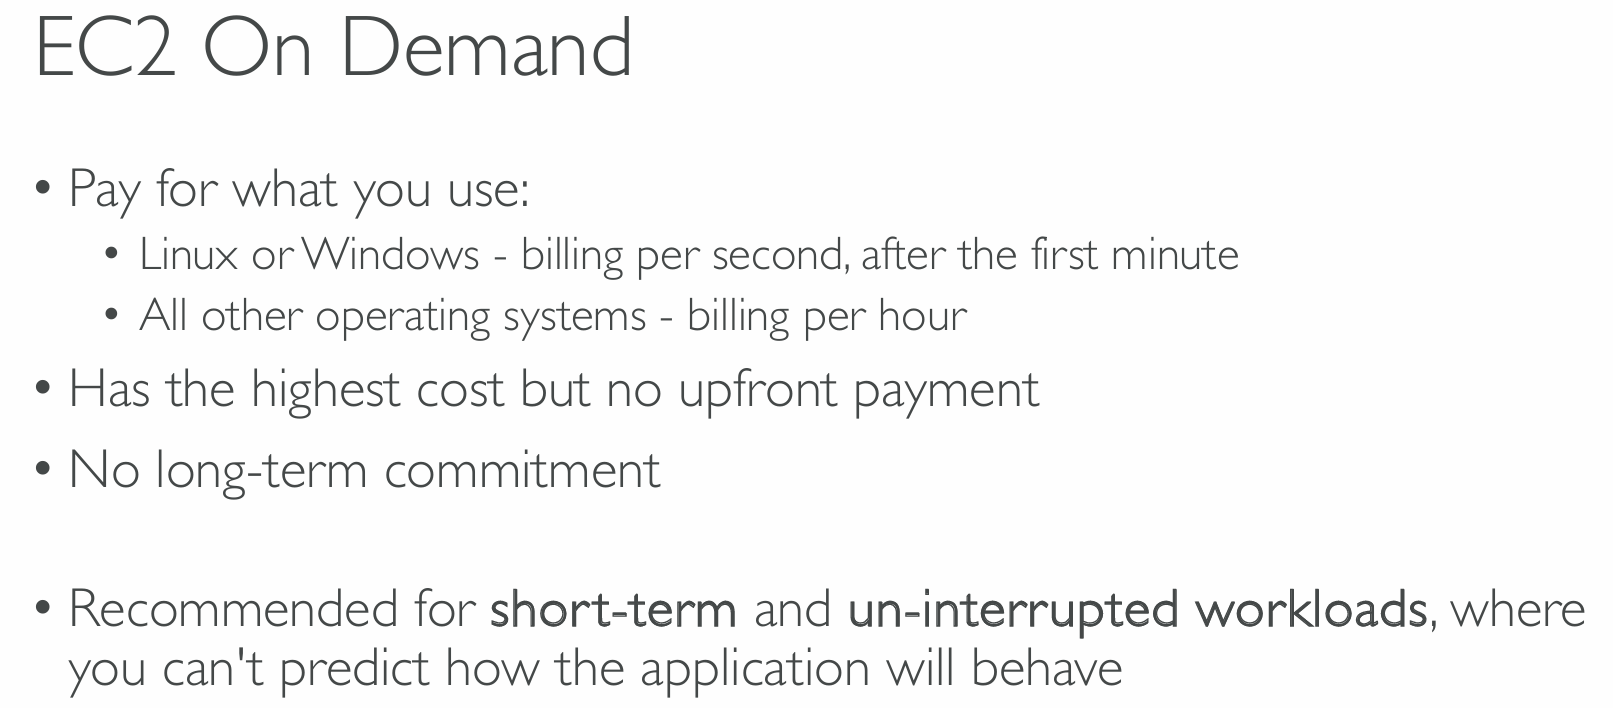 EC2 On Demand
• Pay for what you use:
• Linux or Windows - billing per second, after the first minute
• All other operating systems - billing per hour
• Has the highest cost but no upfront payment
• No long-term commitment
• Recommended for short-term and un-interrupted workloads, where
you can't predict how the application will behave